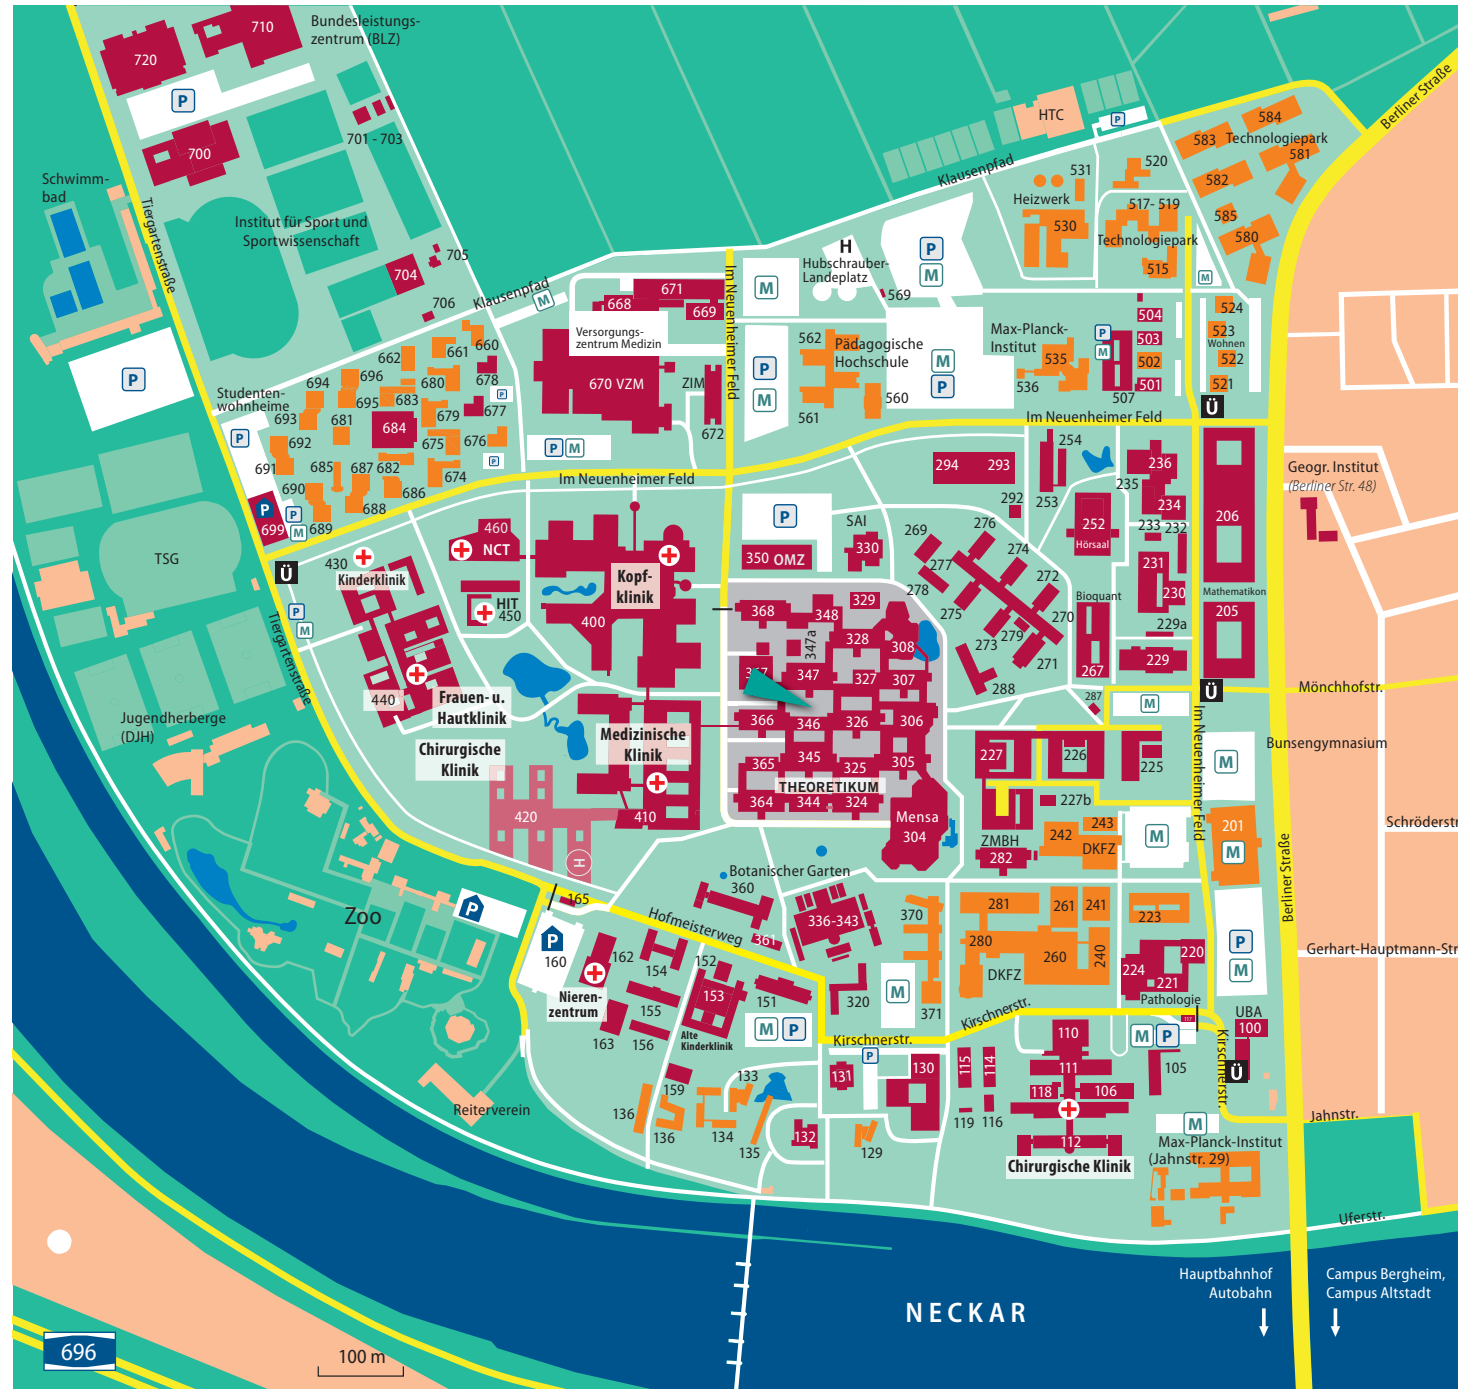 Bundesleistungs-
zentrum (BLZ)
710
720
P
701 - 703
700
Schwimm-
bad
Tiergartenstraße
Institut für Sport und
Sportwissenschaft
705
704
706
Klausenpfad
M
HTC
P
Klausenpfad
Berliner Straße
584
583
Technologiepark
581
582
585
580
520
531
Heizwerk
530
517- 519
Technologiepark
515
M
H
Hubschrauber-
Landeplatz
569
P
M
671
668
669
Versorgungs-
zentrum Medizin
670 VZM
ZIM
672
Im Neuenheimer Feld
M
P
M
562
Pädagogische
Hochschule
561
560
M
P
Max-Planck-
Institut
535
536
P
M
507
504
503
502
501
524
523
Wohnen
522
521
Ü
Im Neuenheimer Feld
P
Studenten-
wohnheime
P
660
661
662
696
694
680
678
P
695
683
677
693
681
684
679
692
675
676
P
691
685
687
682
674
690
686
688
689
P
699
P
M
P
M
Im Neuenheimer Feld
TSG
Ü
P
M
Tiergartenstraße
430
Kinderklinik
460
NCT
HIT
450
Kopf-
klinik
400
440
Frauen- u.
Hautklinik
Chirurgische
Klinik
Medizinische
Klinik
420
410
H
Jugendherberge
(DJH)
P
SAI
330
350 OMZ
294
293
292
254
253
252
Hörsaal
236
235
234
233
232
231
230
229a
229
206
Mathematikon
205
Geogr. Institut
(Berliner Str. 48)
269
276
277
274
278
272
275
270
273
279
271
288
Bioquant
267
287
368
348
329
347a
328
308
367
347
327
307
366
346
326
306
365
345
325
305
THEORETIKUM
364
344
324
Mensa
304
Ü
M
Mönchhofstr.
Im Neuenheimer Feld
227
226
225
227b
ZMBH
282
242
243
DKFZ
M
M
201
M
Bunsengymnasium
Schröderstr
Berliner Straße
Gerhart-Hauptmann-Str
Botanischer Garten
360
361
336-343
370
371
320
M
281
261
241
280
260
240
DKFZ
223
220
224
221
Pathologie
P
M
Zoo
P
165
Hofmeisterweg
P
160
162
154
152
Nieren-
zentrum
155
153
151
163
156
Alte
Kinderklinik
M
P
159
136
136
133
134
135
132
Kirschnerstr.
P
131
130
129
Kirschnerstr.
110
111
115
114
118
106
119
116
112
Chirurgische Klinik
M
P
117
105
UBA
100
Ü
Kirschnerstr.
M
Max-Planck-Institut
(Jahnstr. 29)
Jahnstr.
Uferstr.
Reiterverein
NECKAR
Hauptbahnhof
Autobahn
Campus Bergheim,
Campus Altstadt
696
100 m